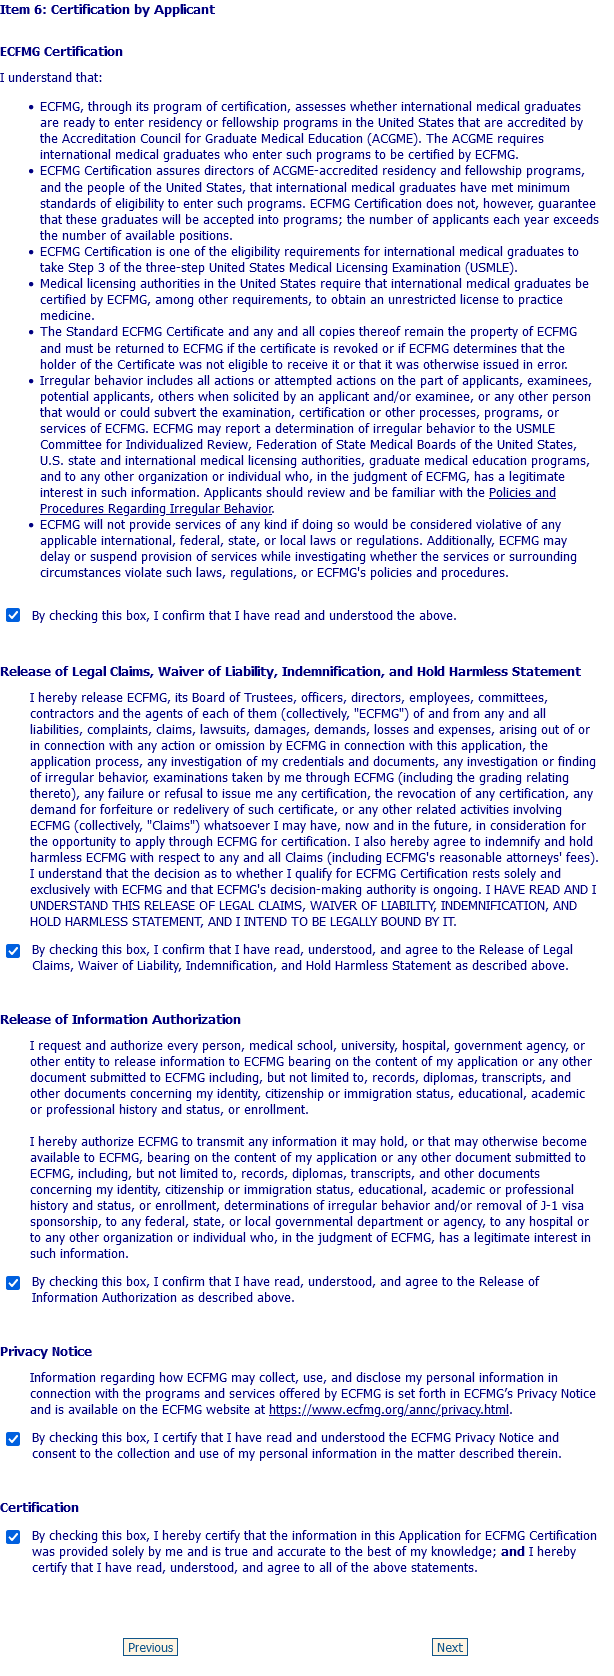 Item 6: Certification by Applicant
ECFMG Certification
I understand that:
• ECFMG, through its program of certification, assesses whether international medical graduates
are ready to enter residency or fellowship programs in the United States that are accredited by
the Accreditation Council for Graduate Medical Education (ACGME). The ACGME requires
international medical graduates who enter such programs to be certified by ECFMG.
• ECFMG Certification assures directors of ACGME-accredited residency and fellowship programs,
and the people of the United States, that international medical graduates have met minimum
standards of eligibility to enter such programs. ECFMG Certification does not, however, guarantee
that these graduates will be accepted into programs; the number of applicants each year exceeds
the number of available positions.
• ECFMG Certification is one of the eligibility requirements for international medical graduates to
take Step 3 of the three-step United States Medical Licensing Examination (USMLE).
• Medical licensing authorities in the United States require that international medical graduates be
certified by ECFMG, among other requirements, to obtain an unrestricted license to practice
medicine.
• The Standard ECFMG Certificate and any and all copies thereof remain the property of ECFMG
and must be returned to ECFMG if the certificate is revoked or if ECFMG determines that the
holder of the Certificate was not eligible to receive it or that it was otherwise issued in error.
• Irregular behavior includes all actions or attempted actions on the part of applicants, examinees,
potential applicants, others when solicited by an applicant and/or examinee, or any other person
that would or could subvert the examination, certification or other processes, programs, or
services of ECFMG. ECFMG may report a determination of irregular behavior to the USMLE
Committee for Individualized Review, Federation of State Medical Boards of the United States,
U.S. state and international medical licensing authorities, graduate medical education programs,
and to any other organization or individual who, in the judgment of ECFMG, has a legitimate
interest in such information. Applicants should review and be familiar with the Policies and
Procedures Regarding Irregular Behavior.
• ECFMG will not provide services of any kind if doing so would be considered violative of any
applicable international, federal, state, or local laws or regulations. Additionally, ECFMG may
delay or suspend provision of services while investigating whether the services or surrounding
circumstances violate such laws, regulations, or ECFMG's policies and procedures.
By checking this box, I confirm that I have read and understood the above.
Release of Legal Claims, Waiver of Liability, Indemnification, and Hold Harmless Statement
I hereby release ECFMG, its Board of Trustees, officers, directors, employees, committees,
contractors and the agents of each of them (collectively, "ECFMG") of and from any and all
liabilities, complaints, claims, lawsuits, damages, demands, losses and expenses, arising out of or
in connection with any action or omission by ECFMG in connection with this application, the
application process, any investigation of my credentials and documents, any investigation or finding
of irregular behavior, examinations taken by me through ECFMG (including the grading relating
thereto), any failure or refusal to issue me any certification, the revocation of any certification, any
demand for forfeiture or redelivery of such certificate, or any other related activities involving
ECFMG (collectively, "Claims") whatsoever I may have, now and in the future, in consideration for
the opportunity to apply through ECFMG for certification. I also hereby agree to indemnify and hold
harmless ECFMG with respect to any and all Claims (including ECFMG's reasonable attorneys' fees).
I understand that the decision as to whether I qualify for ECFMG Certification rests solely and
exclusively with ECFMG and that ECFMG's decision-making authority is ongoing. I HAVE READ AND I
UNDERSTAND THIS RELEASE OF LEGAL CLAIMS, WAIVER OF LIABILITY, INDEMNIFICATION, AND
HOLD HARMLESS STATEMENT, AND I INTEND TO BE LEGALLY BOUND BY IT.
By checking this box, I confirm that I have read, understood, and agree to the Release of Legal
Claims, Waiver of Liability, Indemnification, and Hold Harmless Statement as described above.
Release of Information Authorization
I request and authorize every person, medical school, university, hospital, government agency, or
other entity to release information to ECFMG bearing on the content of my application or any other
document submitted to ECFMG including, but not limited to, records, diplomas, transcripts, and
other documents concerning my identity, citizenship or immigration status, educational, academic
or professional history and status, or enrollment.
I hereby authorize ECFMG to transmit any information it may hold, or that may otherwise become
available to ECFMG, bearing on the content of my application or any other document submitted to
ECFMG, including, but not limited to, records, diplomas, transcripts, and other documents
concerning my identity, citizenship or immigration status, educational, academic or professional
history and status, or enrollment, determinations of irregular behavior and/or removal of J-1 visa
sponsorship, to any federal, state, or local governmental department or agency, to any hospital or
to any other organization or individual who, in the judgment of ECFMG, has a legitimate interest in
such information.
By checking this box, I confirm that I have read, understood, and agree to the Release of
Information Authorization as described above.
Privacy Notice
Information regarding how ECFMG may collect, use, and disclose my personal information in
connection with the programs and services offered by ECFMG is set forth in ECFMG’s Privacy Notice
and is available on the ECFMG website at https://www.ecfmg.org/annc/privacy.html.
By checking this box, I certify that I have read and understood the ECFMG Privacy Notice and
consent to the collection and use of my personal information in the matter described therein.
Certification
By checking this box, I hereby certify that the information in this Application for ECFMG Certification
was provided solely by me and is true and accurate to the best of my knowledge; and I hereby
certify that I have read, understood, and agree to all of the above statements.
Previous Next